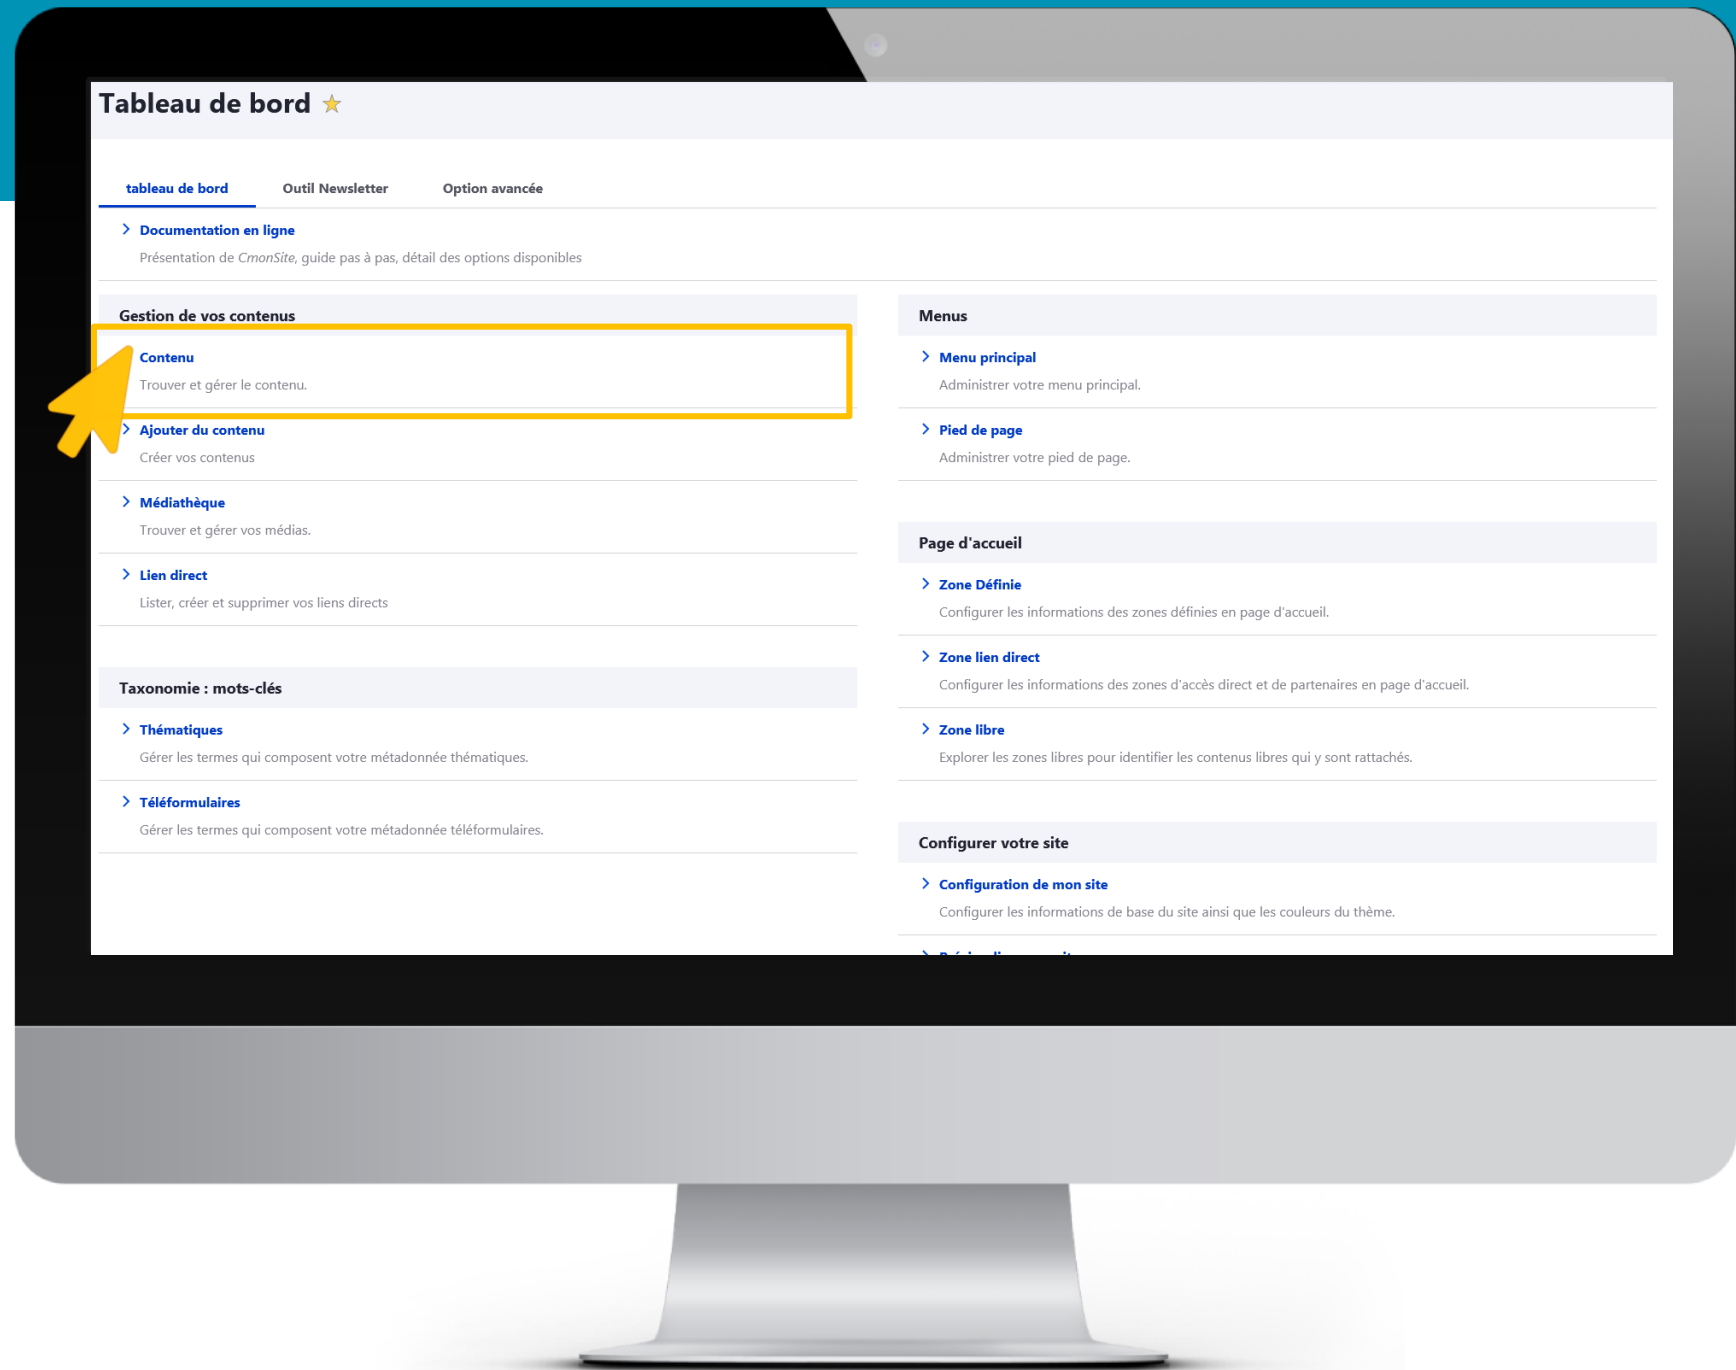 Tableau de bord
tableau de bord
Outil Newsletter
Option avancée
Documentation en ligne
Présentation de CmonSite, guide pas à pas, détail des options disponibles
Gestion de vos contenus
Contenu
Trouver et gérer le contenu.
Ajouter du contenu
Créer vos contenus
Médiathèque
Trouver et gérer vos médias.
Lien direct
Lister, créer et supprimer vos liens directs
Taxonomie : mots-clés
Thématiques
Gérer les termes qui composent votre métadonnée thématiques.
Téléformulaires
Gérer les termes qui composent votre métadonnée téléformulaires.
Menus
Menu principal
Administrer votre menu principal.
Pied de page
Administrer votre pied de page.
Page d'accueil
Zone Définie
Configurer les informations des zones définies en page d'accueil.
Zone lien direct
Configurer les informations des zones d'accès direct et de partenaires en page d'accueil.
Zone libre
Explorer les zones libres pour identifier les contenus libres qui y sont rattachés.
Configurer votre site
Configuration de mon site
Configurer les informations de base du site ainsi que les couleurs du thème.